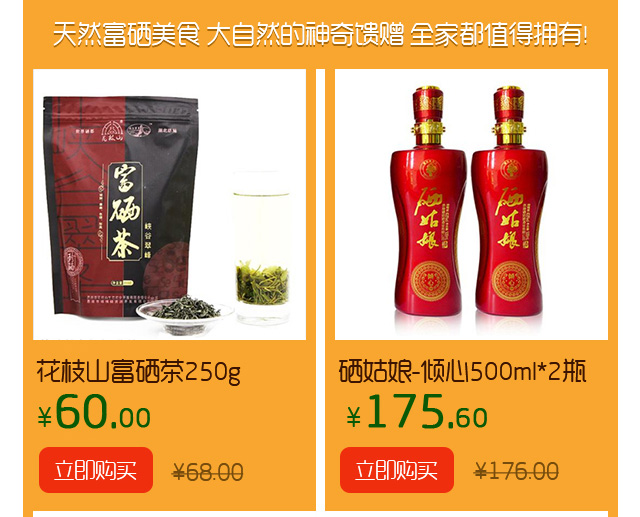 天然富硒美食 大自然的神奇馈赠 全家都值得拥有!
花枝山
富硒茶
峡谷翠峰
硒姑娘
硒姑娘
花枝山富硒茶250g
¥60.00
立即购买 ¥68.00
硒姑娘-倾心500ml*2瓶
¥175.60
立即购买 ¥176.00